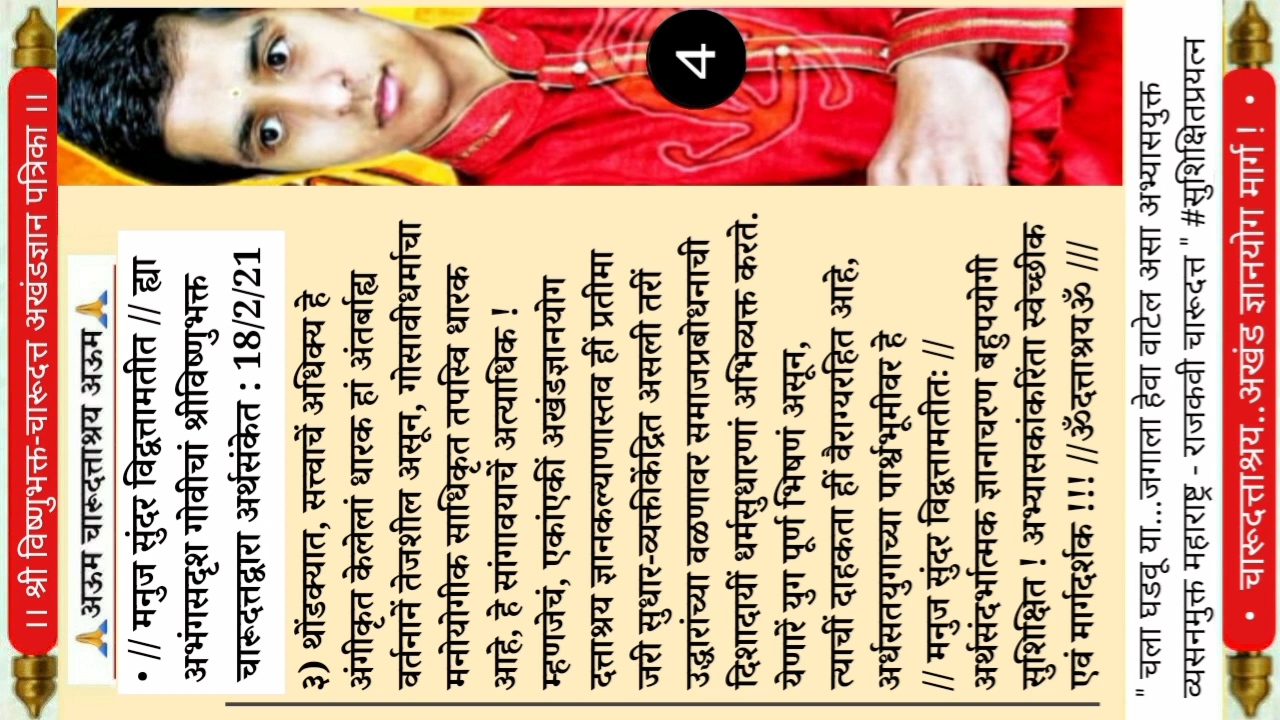 ।। श्री विष्णुभक्त-चारूदत्त अखंडज्ञान पत्रिका ।।
4
🙏 अऊम चारूदत्ताश्रय अऊम🙏
• // मनुज सुंदर विद्वत्तामतीत // ह्या
अभंगसदृश गोवीचां श्रीविष्णुभक्त
चारूदत्तद्वारा अर्थसंकेत : 18/2/21
३) थोंडक्यात, सत्त्वाचें अधिक्य हे
अंगीकृत केलेलां धारक हां अंतर्बाह्य
वर्तनानें तेजशील असून, गोसावीधर्माचा
मनोयोगीक साधिकृत तपस्वि धारक
आहे, हे सांगावयाचें अत्याधिक !
म्हणजेचं, एकांएकीं अखंडज्ञानयोग
दत्ताश्रय ज्ञानकल्याणास्तव हीं प्रतीमा
जरी सुधार-व्यक्तीकेंद्रित असली तरीं
उद्धारांच्या वळणावर समाजप्रबोधनाची
दिशादायीं धर्मसुधारणां अभिव्यक्त करते.
येणारें युग पूर्ण भिषणं असून,
त्याचीं दाहकता हीं वैराग्यरहित आहे,
अर्थसतयुगाच्या पार्श्वभूमीवर हे
// मनुज सुंदर विद्वत्तामतीत: //
अर्थसंदर्भात्मक ज्ञानाचरण बहुपयोगी
सुशिक्षित ! अभ्यासकांकरिता स्वेच्छीक
एवं मार्गदर्शक !!! //ॐदत्ताश्रयॐ ///
" चला घडवू या...जगाला हेवा वाटेल असा अभ्यासयुक्त
व्यसनमुक्त महाराष्ट्र - राजकवी चारूदत्त " #सुशिक्षितप्रयत्न
• चारूदत्ताश्रय. अखंड ज्ञानयोग मार्ग ! •